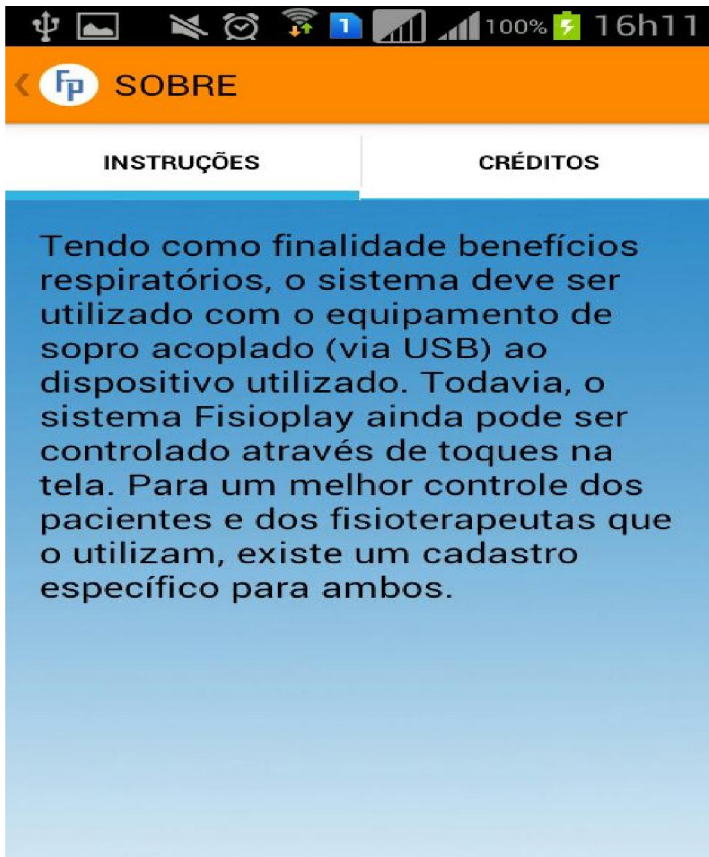 1 100% 16h11
Fp SOBRE
INSTRUÇÕES CRÉDITOS
Tendo como finalidade benefícios
respiratórios, o sistema deve ser
utilizado com o equipamento de
sopro acoplado (via USB) ao
dispositivo utilizado. Todavia, o
sistema Fisioplay ainda pode ser
controlado através de toques na
tela. Para um melhor controle dos
pacientes e dos fisioterapeutas que
o utilizam, existe um cadastro
específico para ambos.